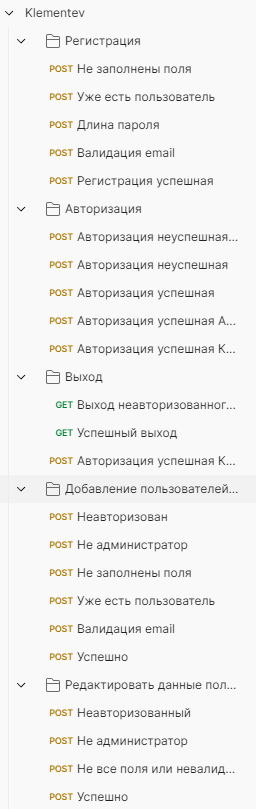 Klementev
Регистрация
POST Не заполнены поля
POST Уже есть пользователь
POST Длина пароля
POST Валидация email
POST Регистрация успешная
Авторизация
POST Авторизация неуспешная...
POST Авторизация неуспешная
POST Авторизация успешная
POST Авторизация успешная А...
POST Авторизация успешная К...
Выход
GET Выход неавторизованног...
GET Успешный выход
POST Авторизация успешная К...
Добавление пользователей...
POST Неавторизован
POST Не администратор
POST Не заполнены поля
POST Уже есть пользователь
POST Валидация email
POST Успешно
Редактировать данные пол...
POST Неавторизованный
POST Не администратор
POST Не все поля или невалид...
POST Успешно